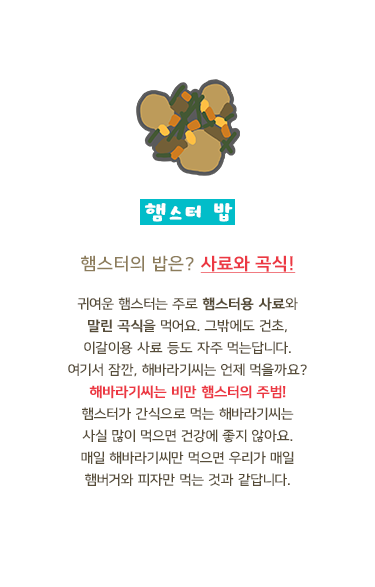 햄스터 밥
햄스터의 밥은? 사료와 곡식!
귀여운 햄스터는 주로 햄스터용 사료와
말린 곡식을 먹어요. 그밖에도 건초,
이갈이용 사료 등도 자주 먹는답니다.
여기서 잠깐, 해바라기씨는 언제 먹을까요?
해바라기씨는 비만 햄스터의 주범!
햄스터가 간식으로 먹는 해바라기씨는
사실 많이 먹으면 건강에 좋지 않아요.
매일 해바라기씨만 먹으면 우리가 매일
햄버거와 피자만 먹는 것과 같답니다.